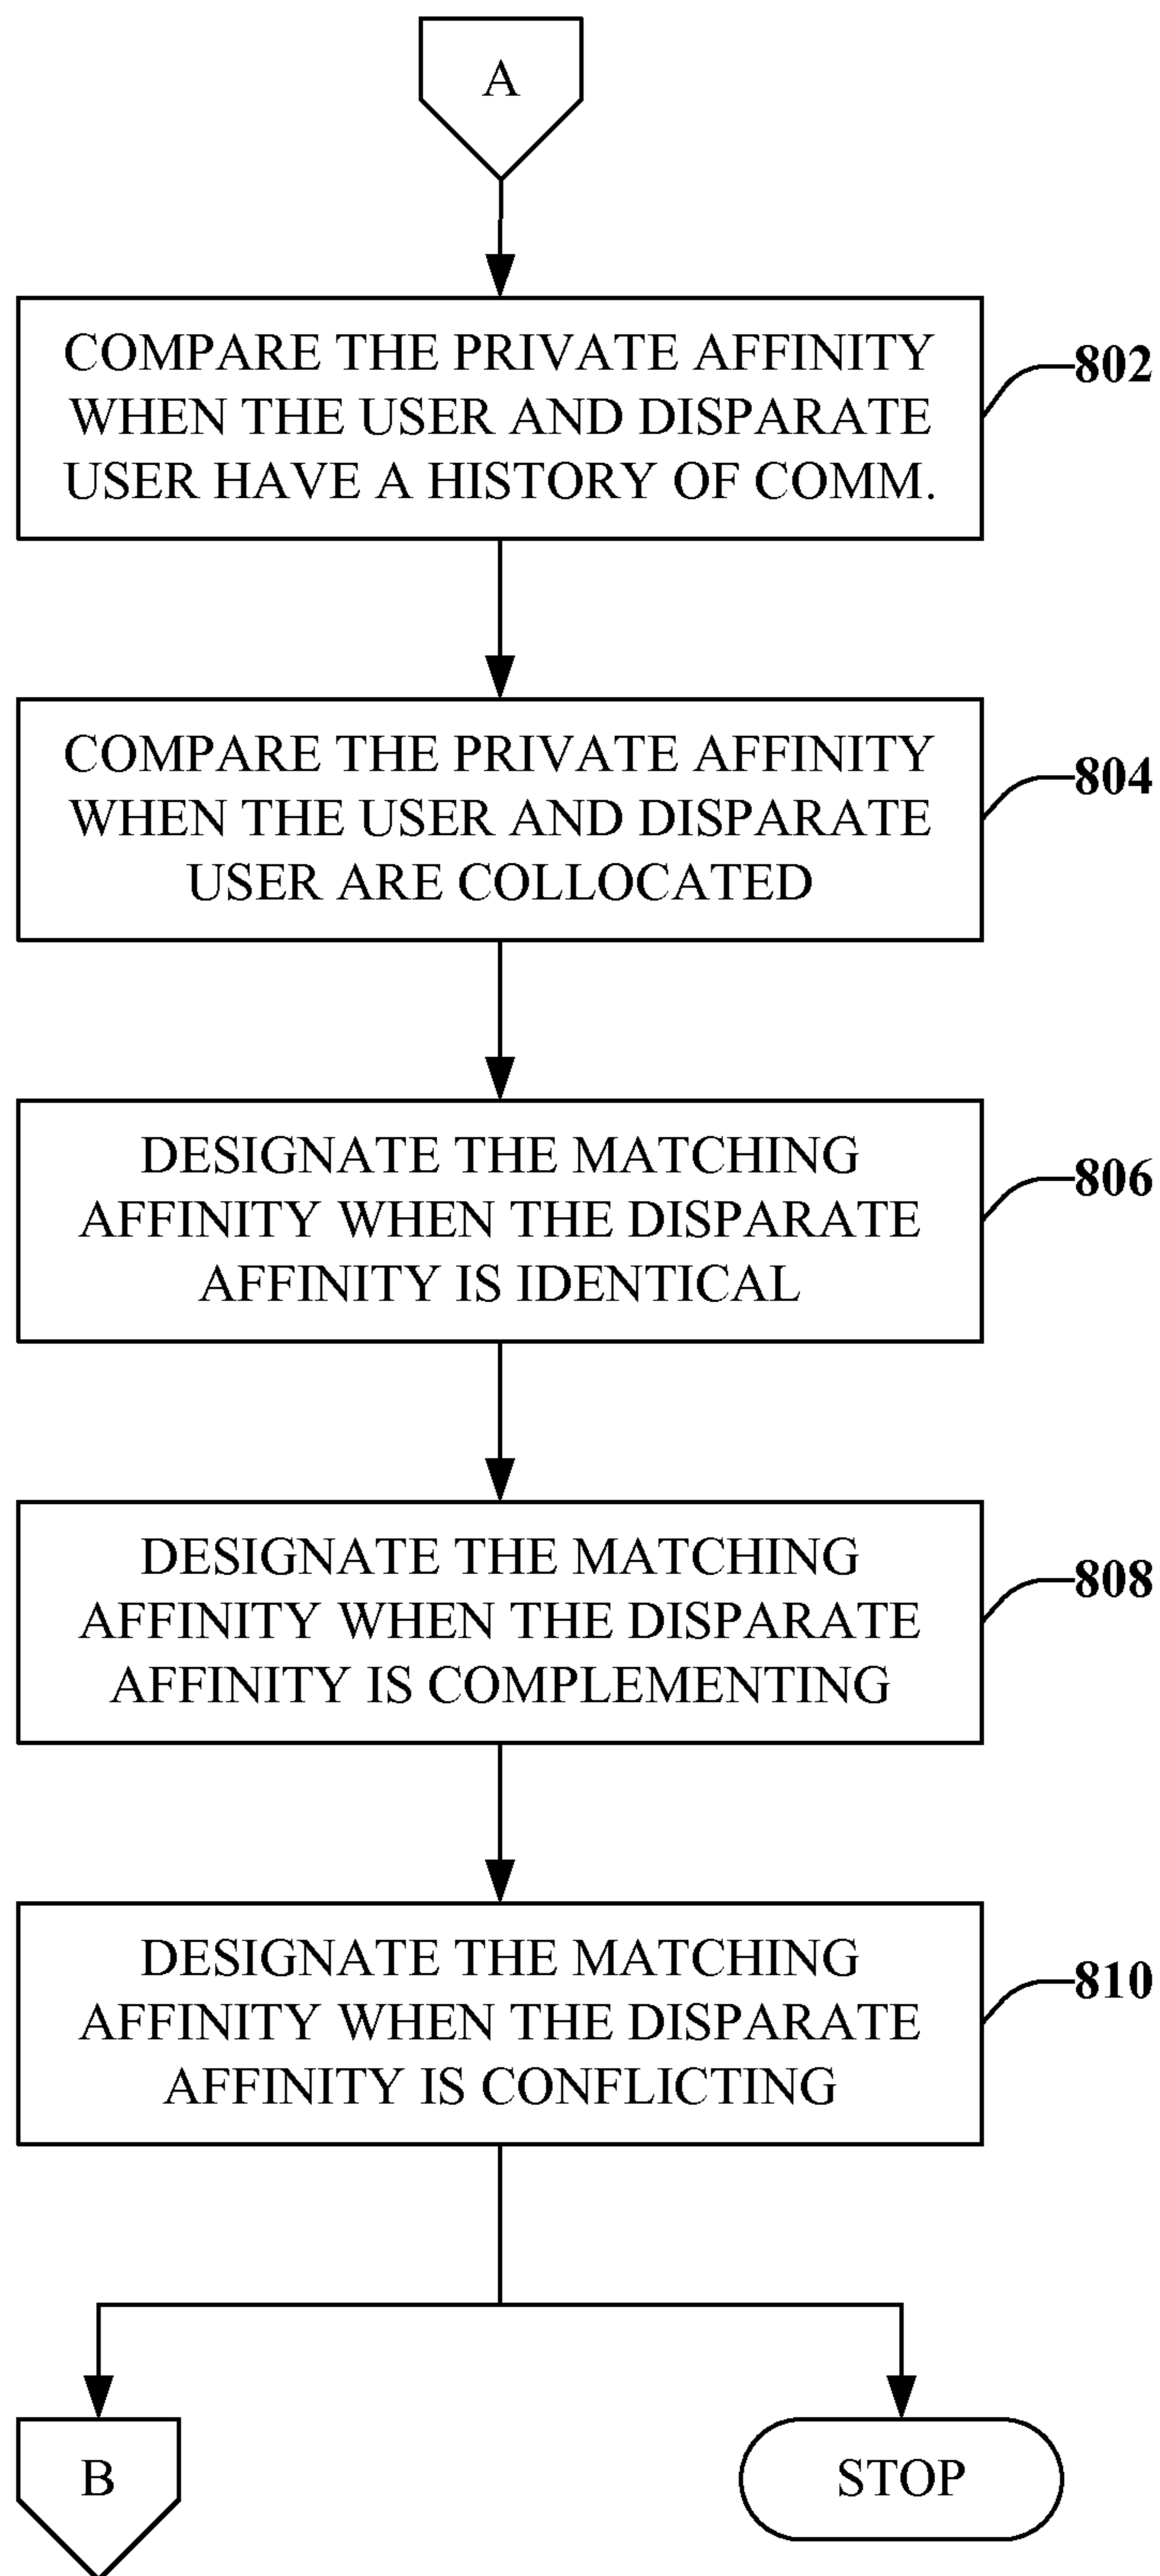 A
COMPARE THE PRIVATE AFFINITY
WHEN THE USER AND DISPARATE
USER HAVE A HISTORY OF COMM.
802
COMPARE THE PRIVATE AFFINITY
WHEN THE USER AND DISPARATE
USER ARE COLLOCATED
804
DESIGNATE THE MATCHING
AFFINITY WHEN THE DISPARATE
AFFINITY IS IDENTICAL
806
DESIGNATE THE MATCHING
AFFINITY WHEN THE DISPARATE
AFFINITY IS COMPLEMENTING
808
DESIGNATE THE MATCHING
AFFINITY WHEN THE DISPARATE
AFFINITY IS CONFLICTING
810
B
STOP